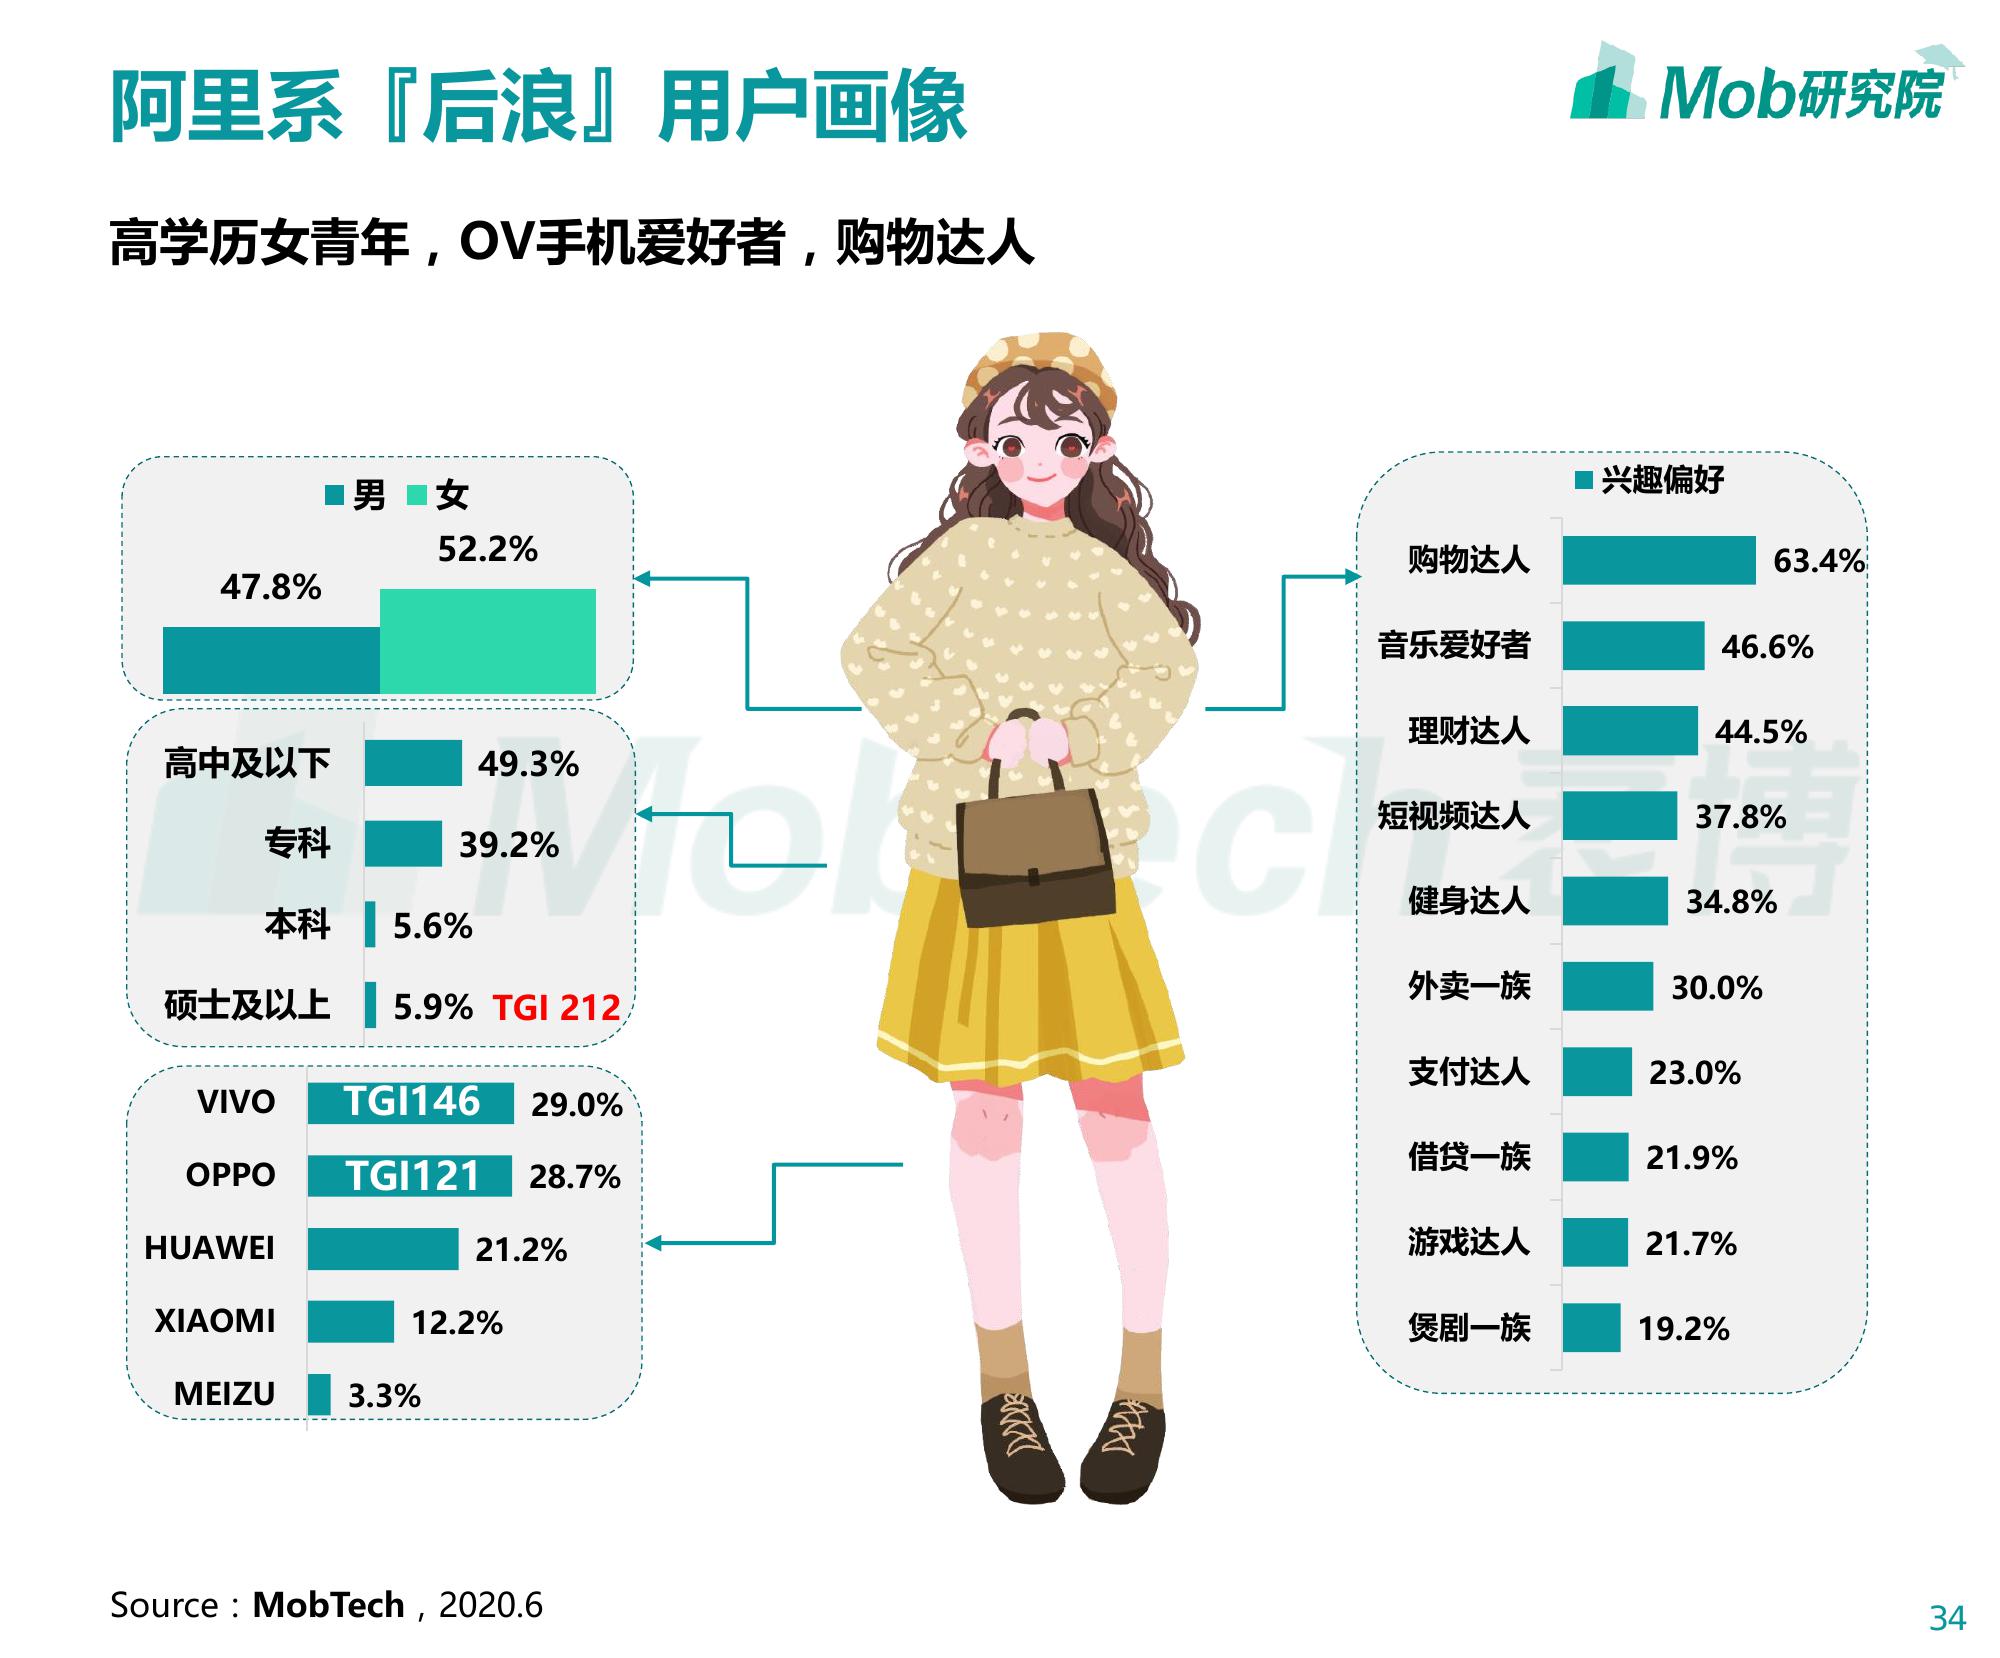 阿里系『后浪』用户画像
Mob研究院
高学历女青年，OV手机爱好者，购物达人
男 女
47.8%
52.2%
高中及以下 49.3%
专科 39.2%
本科 5.6%
硕士及以上 5.9% TGI 212
VIVO TGI146 29.0%
OPPO TGI121 28.7%
HUAWEI 21.2%
XIAOMI 12.2%
MEIZU 3.3%
兴趣偏好
购物达人 63.4%
音乐爱好者 46.6%
理财达人 44.5%
短视频达人 37.8%
健身达人 34.8%
外卖一族 30.0%
支付达人 23.0%
借贷一族 21.9%
游戏达人 21.7%
煲剧一族 19.2%
MobTech袤博
Source：MobTech，2020.6
34